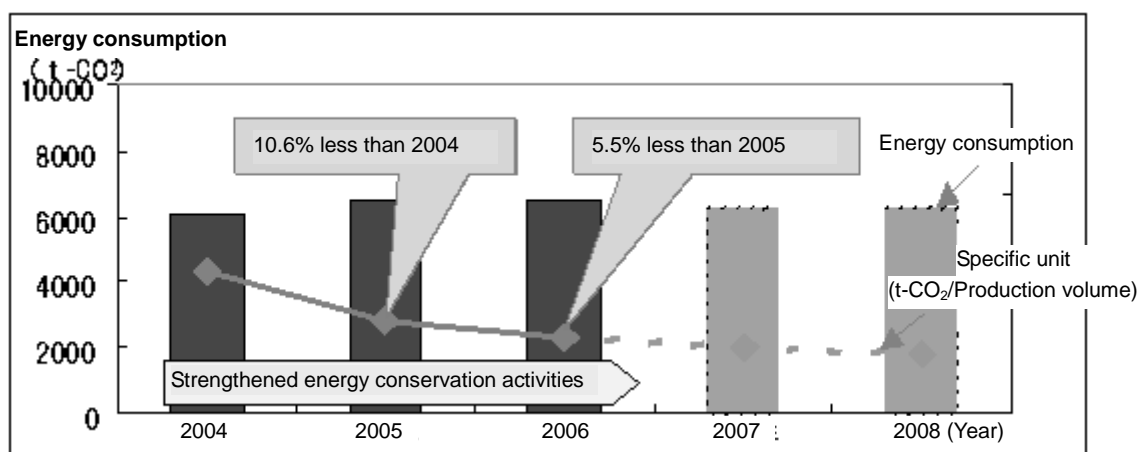 Energy consumption
(t-CO2)
10000
8000
6000
4000
2000
0
10.6% less than 2004
5.5% less than 2005
Energy consumption
Specific unit
(t-CO₂/Production volume)
Strengthened energy conservation activities
2004 2005 2006 2007 2008 (Year)